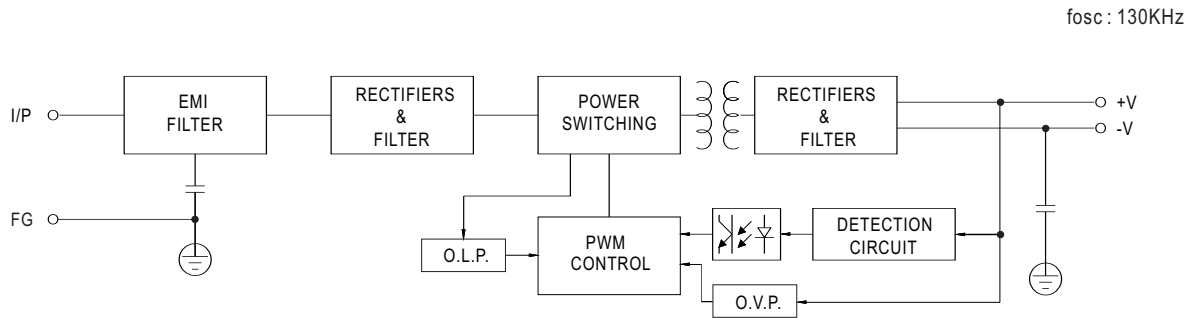 fosc : 130KHz
I/P
EMI
FILTER
RECTIFIERS
&
FILTER
POWER
SWITCHING
RECTIFIERS
&
FILTER
+V
-V
FG
O.L.P.
PWM
CONTROL
DETECTION
CIRCUIT
O.V.P.